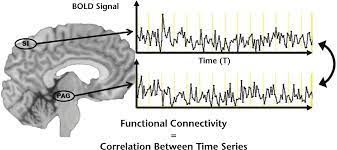 BOLD Signal
SI
Time (T)
PAG
Functional Connectivity
=
Correlation Between Time Series